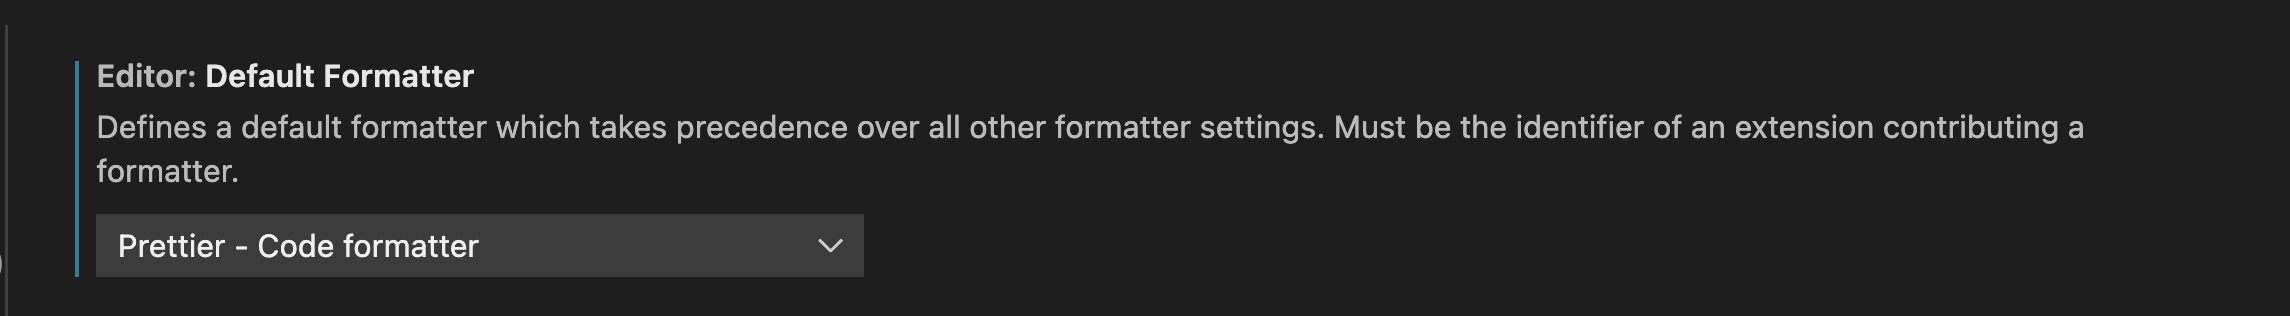 Editor: Default Formatter
Defines a default formatter which takes precedence over all other formatter settings. Must be the identifier of an extension contributing a
formatter.
Prettier - Code formatter